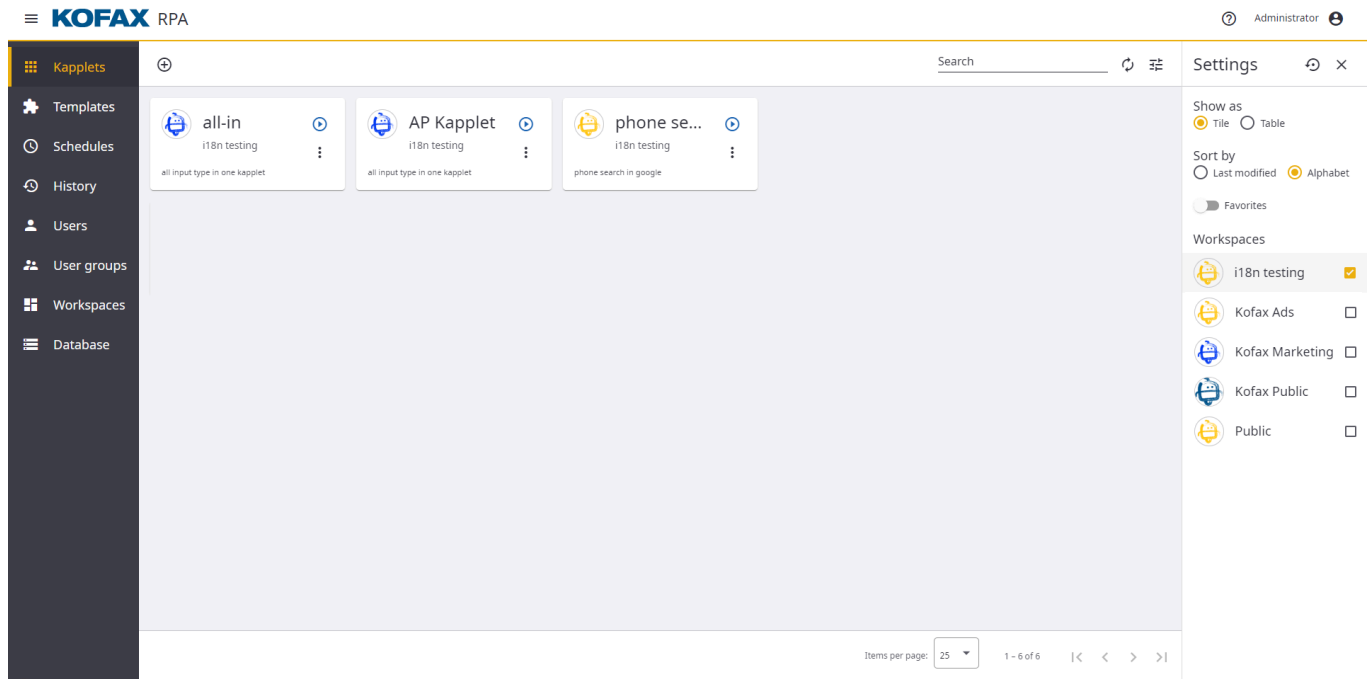 KOFAX RPA
Administrator
Kapplets
Templates
Schedules
History
Users
User groups
Workspaces
Database
Search
all-in
i18n testing
all input type in one kapplet
AP Kapplet
i18n testing
all input type in one kapplet
phone se...
i18n testing
phone search in google
Items per page: 25
1 – 6 of 6
Settings
Show as
Tile Table
Sort by
Last modified Alphabet
Favorites
Workspaces
i18n testing
Kofax Ads
Kofax Marketing
Kofax Public
Public